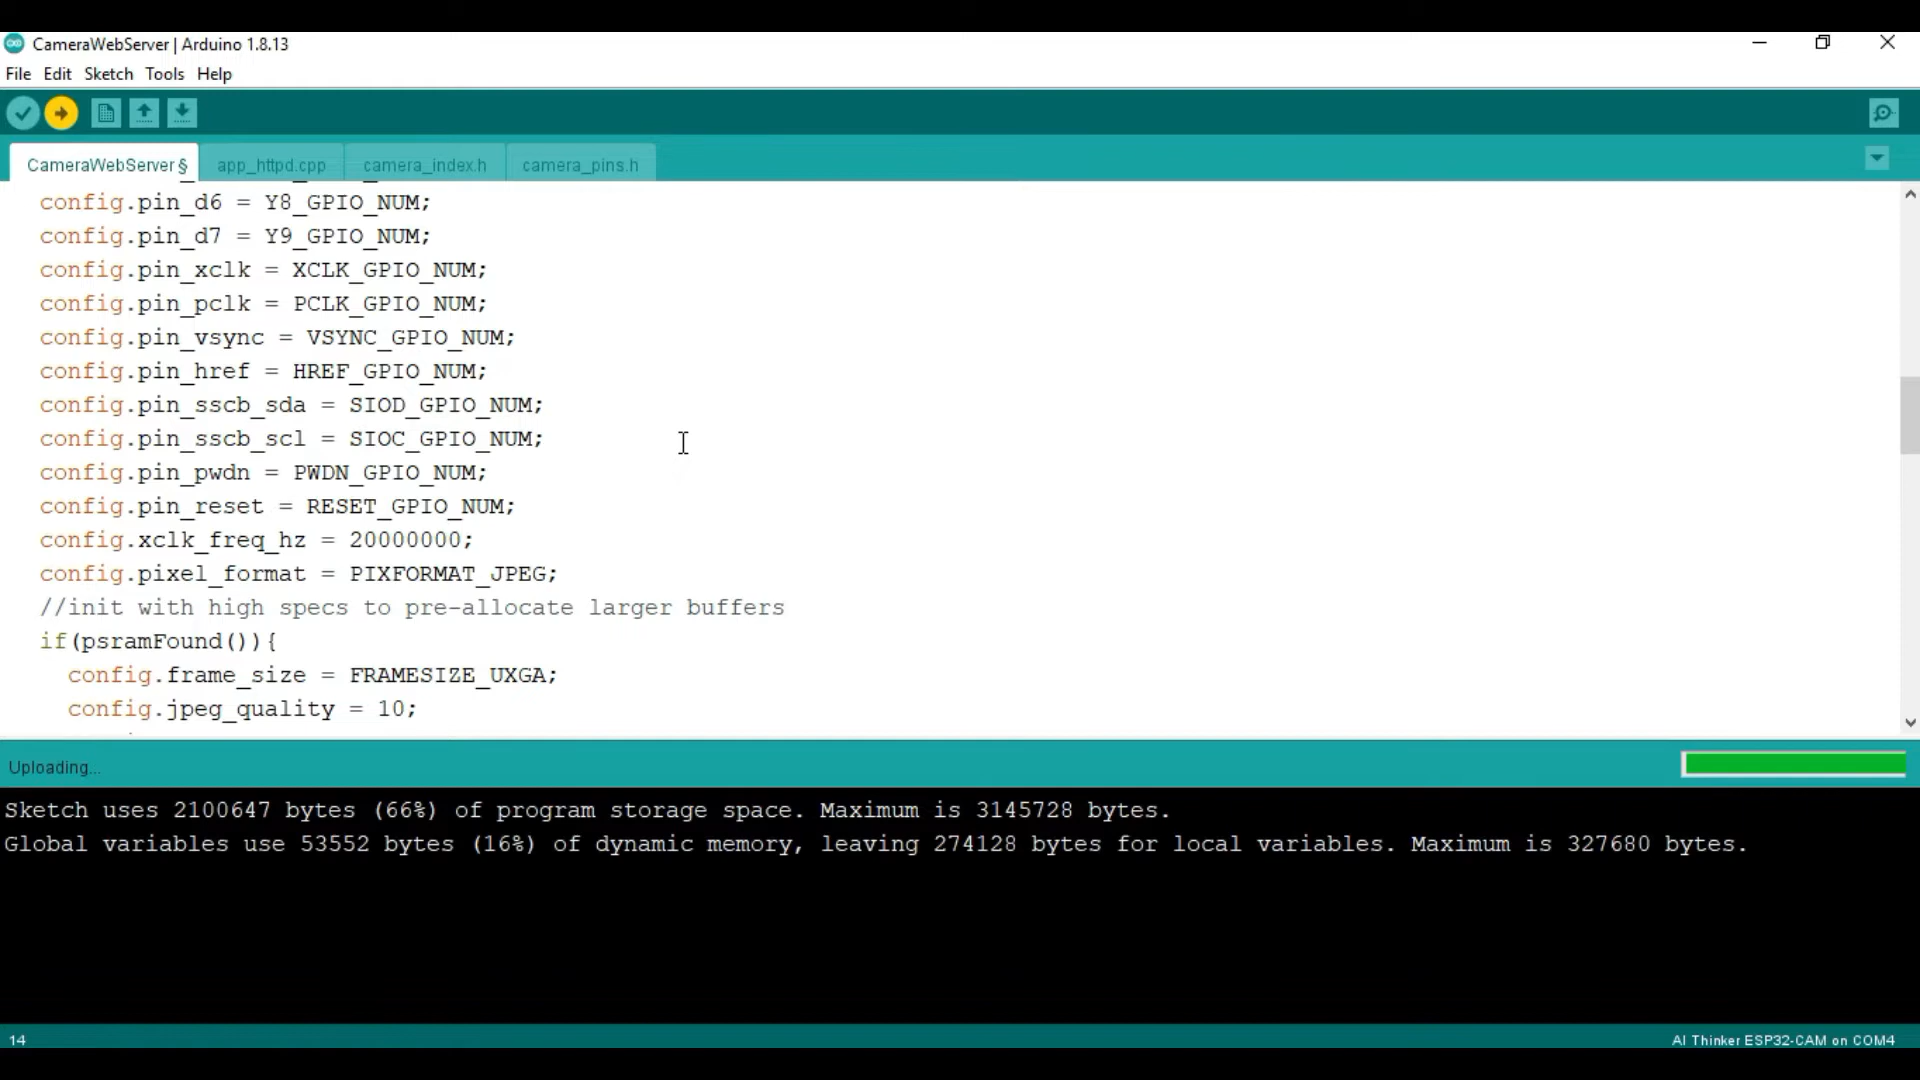 CameraWebServer | Arduino 1.8.13
File Edit Sketch Tools Help
CameraWebServer § app_httpd.cpp camera_index.h camera_pins.h
config.pin_d6 = Y8_GPIO_NUM;
config.pin_d7 = Y9_GPIO_NUM;
config.pin_xclk = XCLK_GPIO_NUM;
config.pin_pclk = PCLK_GPIO_NUM;
config.pin_vsync = VSYNC_GPIO_NUM;
config.pin_href = HREF_GPIO_NUM;
config.pin_sscb_sda = SIOD_GPIO_NUM;
config.pin_sscb_scl = SIOC_GPIO_NUM;
config.pin_pwdn = PWDN_GPIO_NUM;
config.pin_reset = RESET_GPIO_NUM;
config.xclk_freq_hz = 20000000;
config.pixel_format = PIXFORMAT_JPEG;
//init with high specs to pre-allocate larger buffers
if(psramFound()){
config.frame_size = FRAMESIZE_UXGA;
config.jpeg_quality = 10;
Uploading...
Sketch uses 2100647 bytes (66%) of program storage space. Maximum is 3145728 bytes.
Global variables use 53552 bytes (16%) of dynamic memory, leaving 274128 bytes for local variables. Maximum is 327680 bytes.
14 AI Thinker ESP32-CAM on COM4